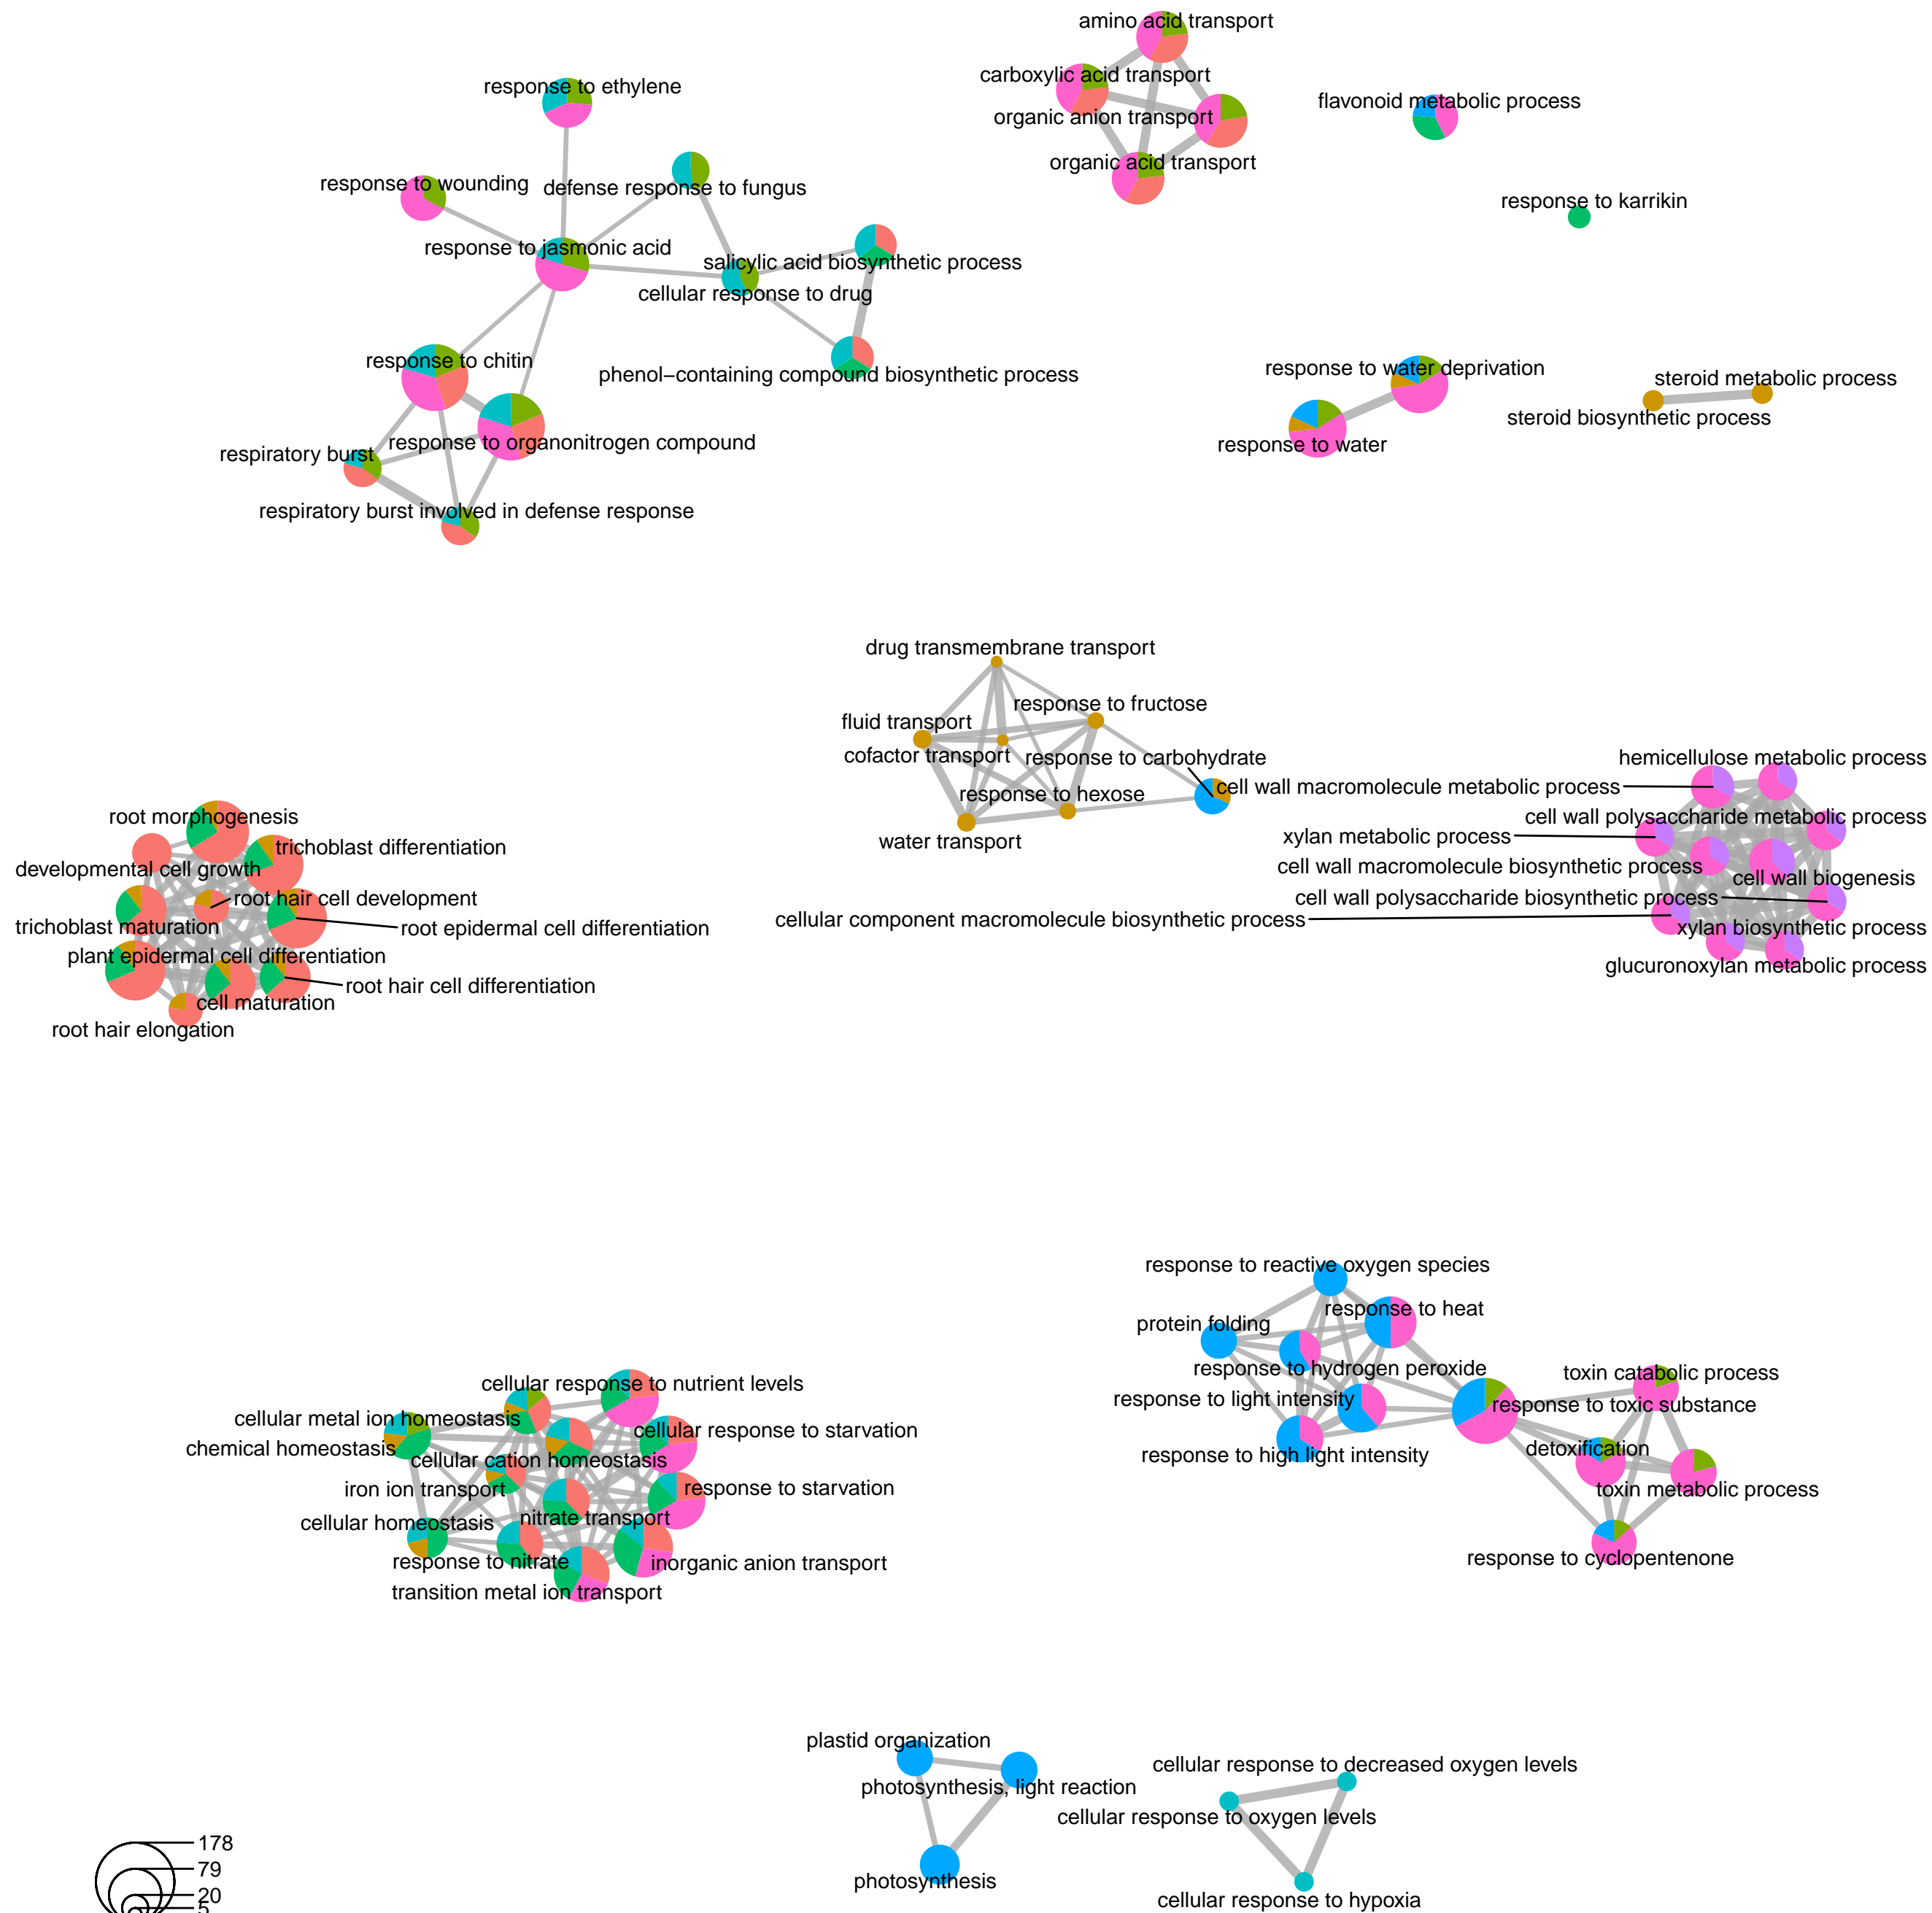 amino acid transport
carboxylic acid transport
organic anion transport
organic acid transport
flavonoid metabolic process
response to karrikin
response to ethylene
response to wounding
defense response to fungus
response to jasmonic acid
salicylic acid biosynthetic process
cellular response to drug
phenol−containing compound biosynthetic process
response to chitin
response to organonitrogen compound
respiratory burst
respiratory burst involved in defense response
response to water deprivation
response to water
steroid metabolic process
steroid biosynthetic process
drug transmembrane transport
response to fructose
fluid transport
cofactor transport
response to carbohydrate
response to hexose
water transport
hemicellulose metabolic process
cell wall macromolecule metabolic process
cell wall polysaccharide metabolic process
xylan metabolic process
cell wall macromolecule biosynthetic process
cell wall biogenesis
cell wall polysaccharide biosynthetic process
cellular component macromolecule biosynthetic process
xylan biosynthetic process
glucuronoxylan metabolic process
root morphogenesis
trichoblast differentiation
developmental cell growth
root hair cell development
trichoblast maturation
root epidermal cell differentiation
plant epidermal cell differentiation
root hair cell differentiation
cell maturation
root hair elongation
response to reactive oxygen species
response to heat
protein folding
response to hydrogen peroxide
response to light intensity
response to high light intensity
toxin catabolic process
response to toxic substance
detoxification
toxin metabolic process
response to cyclopentenone
cellular response to nutrient levels
cellular metal ion homeostasis
cellular response to starvation
chemical homeostasis
cellular cation homeostasis
iron ion transport
response to starvation
nitrate transport
cellular homeostasis
response to nitrate
inorganic anion transport
transition metal ion transport
plastid organization
photosynthesis, light reaction
photosynthesis
cellular response to decreased oxygen levels
cellular response to oxygen levels
cellular response to hypoxia
178
79
20
5